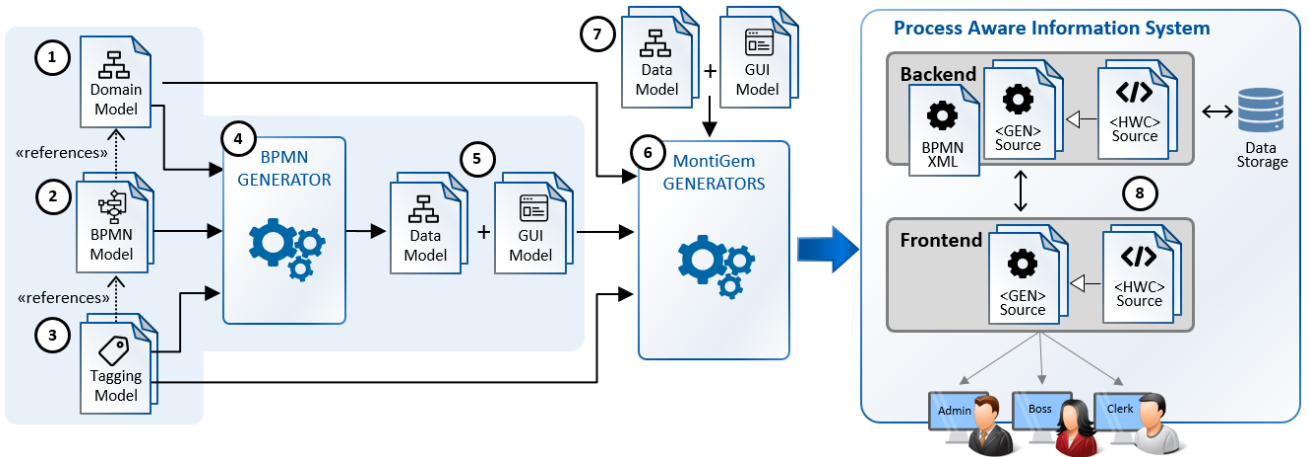 1
Domain
Model
«references»
2
BPMN
Model
«references»
3
Tagging
Model
4
BPMN
GENERATOR
5
Data
Model
+
GUI
Model
7
Data
Model
+
GUI
Model
6
MontiGem
GENERATORS
Process Aware Information System
Backend
BPMN
XML
<GEN>
Source
</>
<HWC>
Source
Data
Storage
8
Frontend
<GEN>
Source
</>
<HWC>
Source
Admin
Boss
Clerk